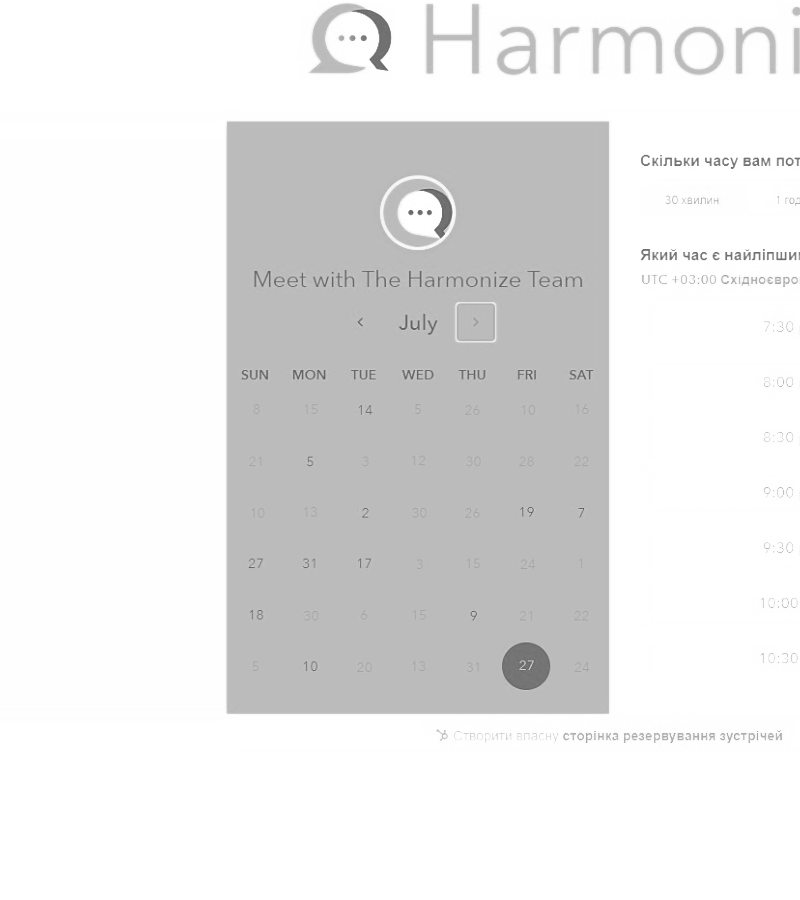 Harmoni
Meet with The Harmonize Team
July
SUN MON TUE WED THU FRI SAT
8 15 14 5 26 10 16
21 5 3 12 30 28 22
10 13 2 30 26 19 7
27 31 17 3 15 24 1
18 30 6 15 9 21 22
5 10 20 13 31 27 24
Скільки часу вам пот
30 хвилин 1 год
Який час є найліпши
UTC +03:00 Східноєвро
7:30
8:00
8:30
9:00
9:30
10:00
10:30
Створити власну сторінка резервування зустрічей